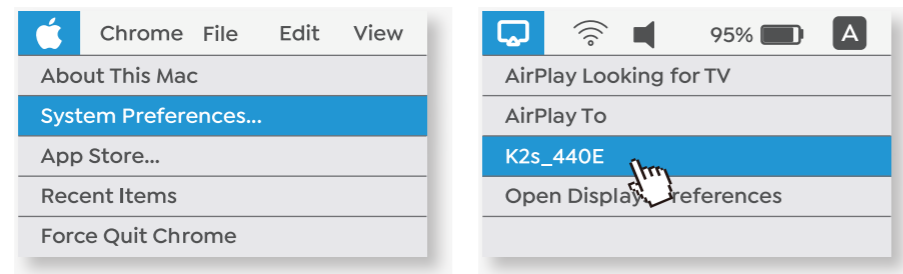 Chrome File Edit View
About This Mac
System Preferences...
App Store...
Recent Items
Force Quit Chrome
95% A
AirPlay Looking for TV
AirPlay To
K2s_440E
Open Display Preferences